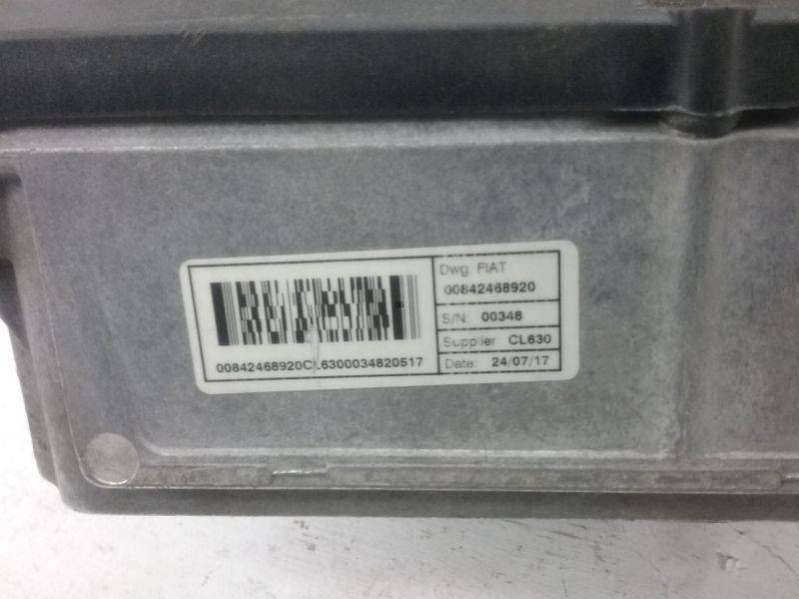 Dwg. FIAT
00842468920
S/N: 00348
Supplier CL630
Date: 24/07/17
00842468920CL6300034820517